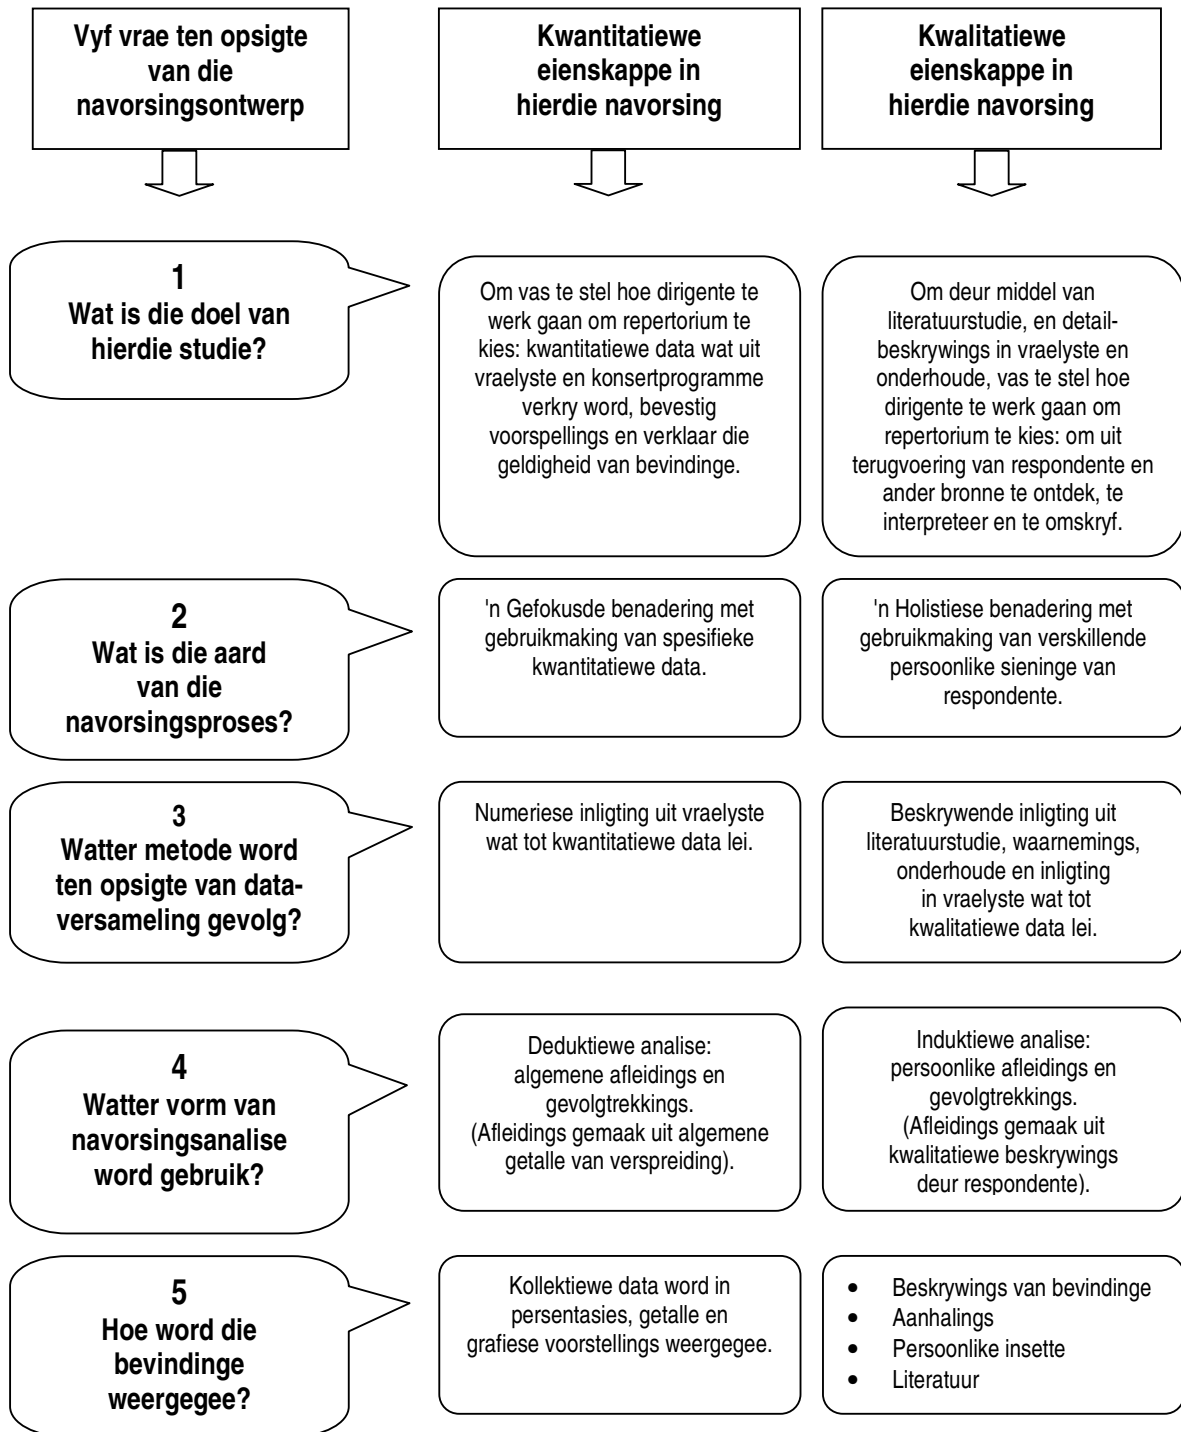 Vyf vrae ten opsigte
van die
navorsingsontwerp
Kwantitatiewe
eienskappe in
hierdie navorsing
Kwalitatiewe
eienskappe in
hierdie navorsing
1
Wat is die doel van
hierdie studie?
Om vas te stel hoe dirigente te
werk gaan om repertorium te
kies: kwantitatiewe data wat uit
vraelyste en konsertprogramme
verkry word, bevestig
voorspellings en verklaar die
geldigheid van bevindinge.
Om deur middel van
literatuurstudie, en detail-
beskrywings in vraelyste en
onderhoude, vas te stel hoe
dirigente te werk gaan om
repertorium te kies: om uit
terugvoering van respondente en
ander bronne te ontdek, te
interpreteer en te omskryf.
2
Wat is die aard
van die
navorsingsproses?
'n Gefokusde benadering met
gebruikmaking van spesifieke
kwantitatiewe data.
'n Holistiese benadering met
gebruikmaking van verskillende
persoonlike sieninge van
respondente.
3
Watter metode word
ten opsigte van data-
versameling gevolg?
Numeriese inligting uit vraelyste
wat tot kwantitatiewe data lei.
Beskrywende inligting uit
literatuurstudie, waarnemings,
onderhoude en inligting
in vraelyste wat tot
kwalitatiewe data lei.
4
Watter vorm van
navorsingsanalise
word gebruik?
Deduktiewe analise:
algemene afleidings en
gevolgtrekkings.
(Afleidings gemaak uit algemene
getalle van verspreiding).
Induktiewe analise:
persoonlike afleidings en
gevolgtrekkings.
(Afleidings gemaak uit
kwalitatiewe beskrywings
deur respondente).
5
Hoe word die
bevindinge
weergegee?
Kollektiewe data word in
persentasies, getalle en
grafiese voorstellings weergegee.
• Beskrywings van bevindinge
• Aanhalings
• Persoonlike insette
• Literatuur